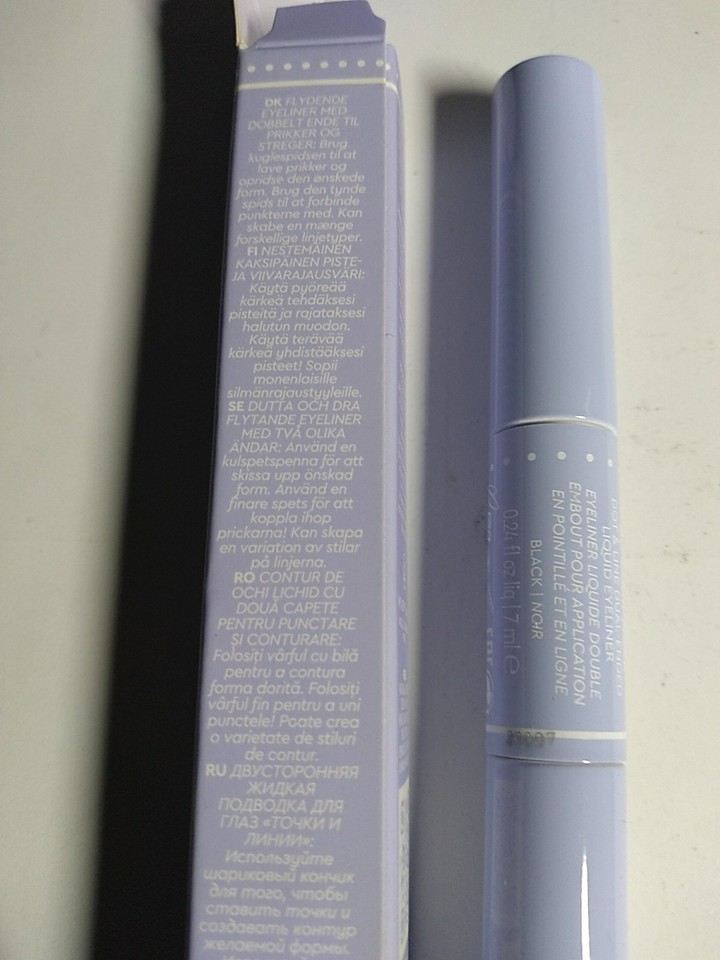 DK FLYDENDE
EYELINER MED
DOBBELT ENDE TIL
PRIKKER OG
STREGER: Brug
kuglespidsen til at
lave prikker og
opridse den ønskede
form. Brug den tynde
spids til at forbinde
punkterne med. Kan
skabe en mænge
forskellige linjetyper.
FI NESTEMÄINEN
KAKSIPÄINEN PISTE-
JA VIIVARAJAUSVÄRI:
Käytä pyöreää
kärkeä tehdäksesi
pisteitä ja rajataksesi
halutun muodon.
Käytä terävää
kärkeä yhdistääksesi
pisteet! Sopii
monenlaisille
silmänrajaustyyleille.
SE DUTTA OCH DRA
FLYTANDE EYELINER
MED TVÅ OLIKA
ÄNDAR: Använd en
kulspetspenna för att
skissa upp önskad
form. Använd en
finare spets för att
koppla ihop
prickarna! Kan skapa
en variation av stilar
på linjerna.
RO CONTUR DE
OCHI LICHID CU
DOUĂ CAPETE
PENTRU PUNCTARE
ȘI CONTURARE:
Folosiți vârful cu bilă
pentru a contura
forma dorită. Folosiți
vârful fin pentru a uni
punctele! Poate crea
o varietate de stiluri
de contur.
RU ДВУСТОРОННЯЯ
ЖИДКАЯ
ПОДВОДКА ДЛЯ
ГЛАЗ «ТОЧКИ И
ЛИНИИ»:
Используйте
шариковый кончик
для того, чтобы
ставить точки и
создавать контур
желаемой формы.
DOT & LINE DUAL ENDED
LIQUID EYELINER
EYELINER LIQUIDE DOUBLE
EMBOUT POUR APPLICATION
EN POINTILLÉ ET EN LIGNE
BLACK | NOIR
0.24 fl oz liq | 7 ml e